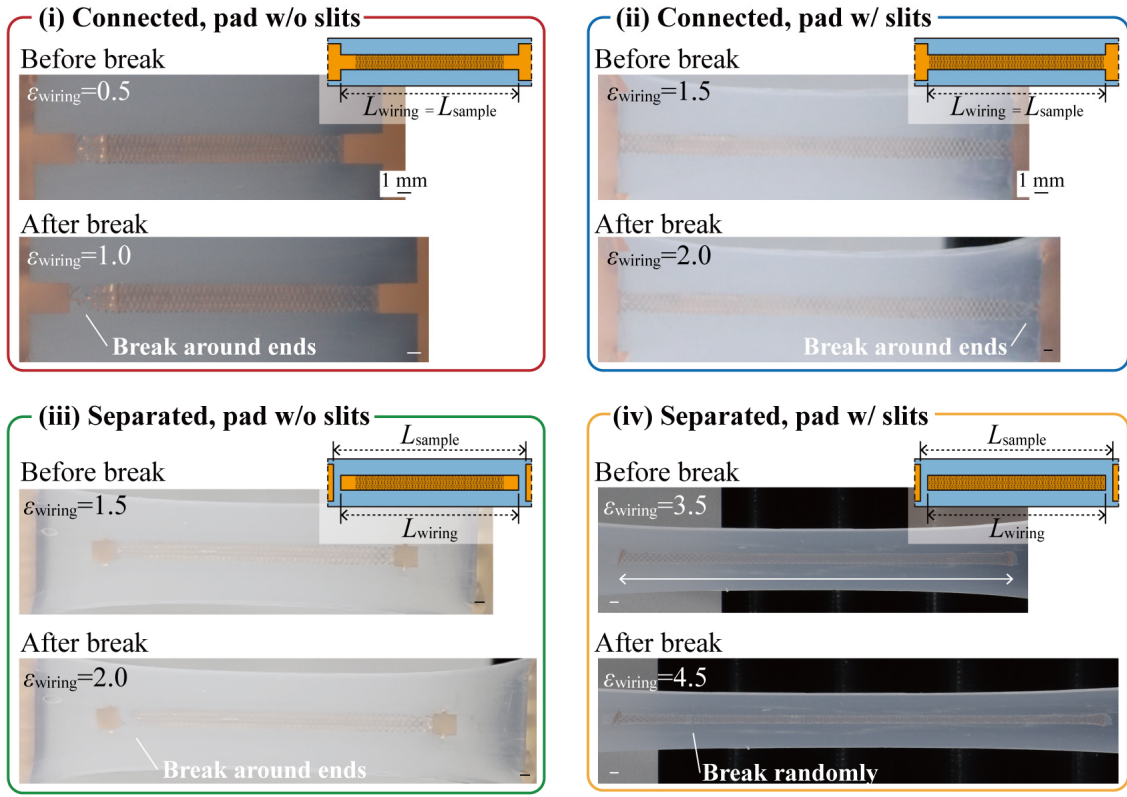 (i) Connected, pad w/o slits
Before break
εwiring=0.5
Lwiring = Lsample
1 mm
After break
εwiring=1.0
Break around ends
(ii) Connected, pad w/ slits
Before break
εwiring=1.5
Lwiring = Lsample
1 mm
After break
εwiring=2.0
Break around ends
(iii) Separated, pad w/o slits
Lsample
Before break
εwiring=1.5
Lwiring
After break
εwiring=2.0
Break around ends
(iv) Separated, pad w/ slits
Lsample
Before break
εwiring=3.5
Lwiring
After break
εwiring=4.5
Break randomly